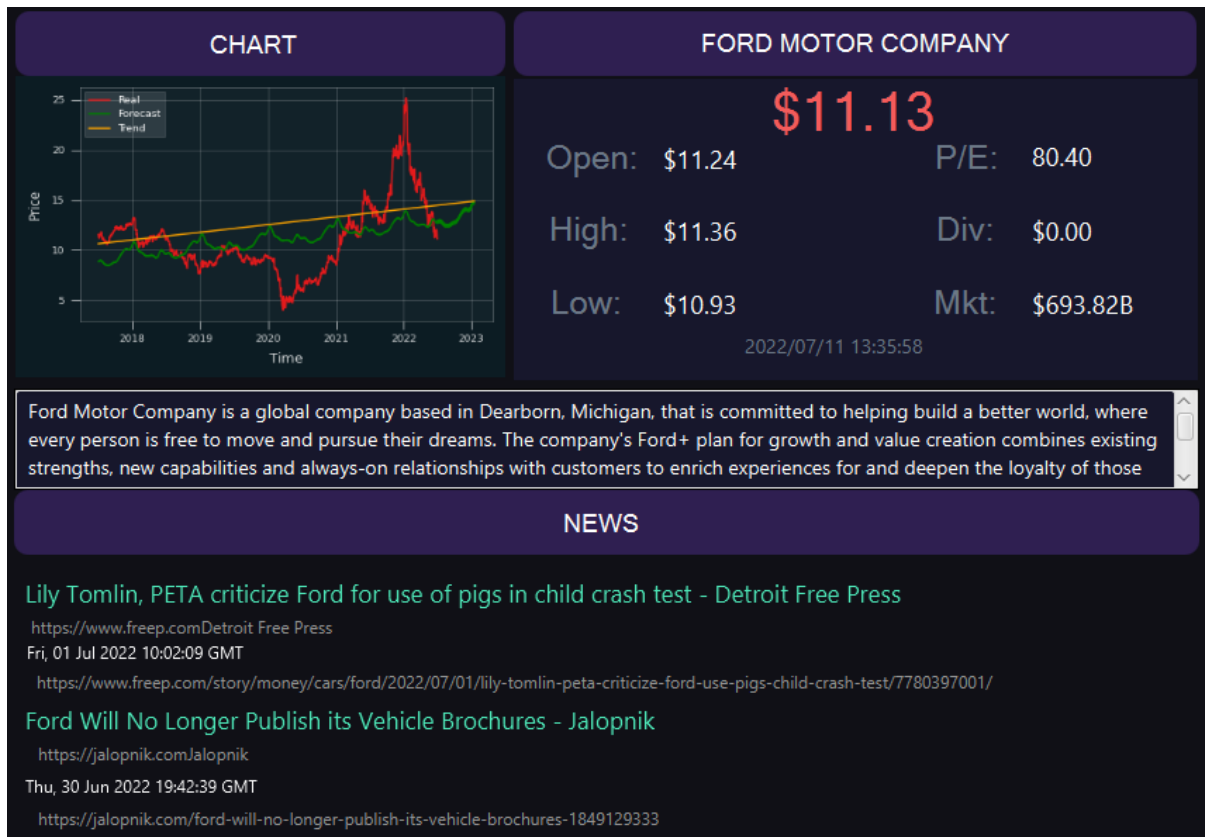 CHART
25
20
15
10
5
Price
Real
Forecast
Trend
2018 2019 2020 2021 2022 2023
Time
FORD MOTOR COMPANY
$11.13
Open: $11.24 P/E: 80.40
High: $11.36 Div: $0.00
Low: $10.93 Mkt: $693.82B
2022/07/11 13:35:58
Ford Motor Company is a global company based in Dearborn, Michigan, that is committed to helping build a better world, where
every person is free to move and pursue their dreams. The company's Ford+ plan for growth and value creation combines existing
strengths, new capabilities and always-on relationships with customers to enrich experiences for and deepen the loyalty of those
NEWS
Lily Tomlin, PETA criticize Ford for use of pigs in child crash test - Detroit Free Press
https://www.freep.comDetroit Free Press
Fri, 01 Jul 2022 10:02:09 GMT
https://www.freep.com/story/money/cars/ford/2022/07/01/lily-tomlin-peta-criticize-ford-use-pigs-child-crash-test/7780397001/
Ford Will No Longer Publish its Vehicle Brochures - Jalopnik
https://jalopnik.comJalopnik
Thu, 30 Jun 2022 19:42:39 GMT
https://jalopnik.com/ford-will-no-longer-publish-its-vehicle-brochures-1849129333